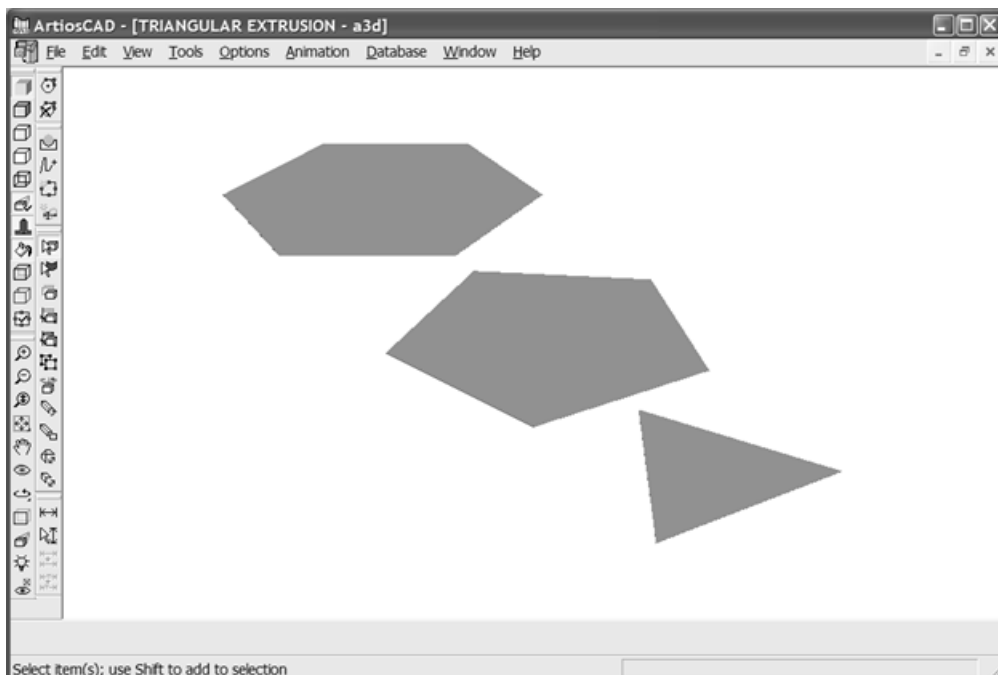 ArtiosCAD - [TRIANGULAR EXTRUSION - a3d]
File Edit View Tools Options Animation Database Window Help
Select item(s); use Shift to add to selection